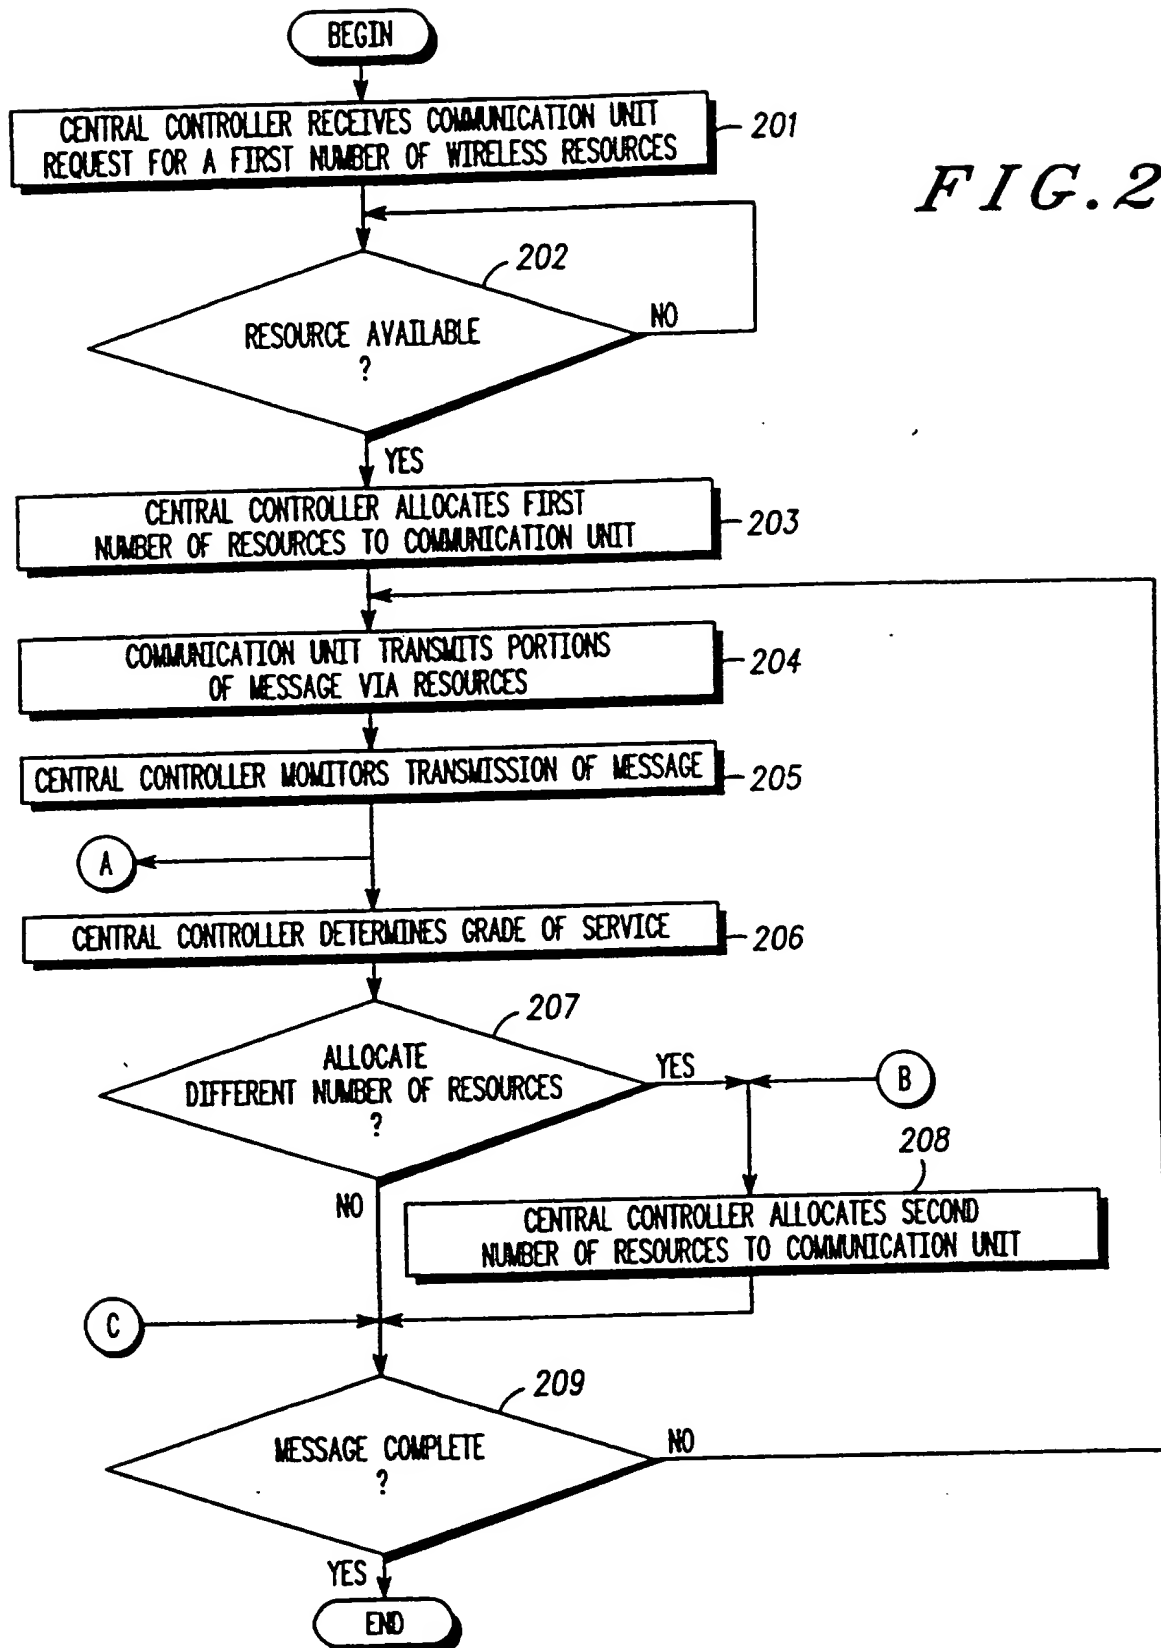 BEGIN
CENTRAL CONTROLLER RECEIVES COMMUNICATION UNIT
REQUEST FOR A FIRST NUMBER OF WIRELESS RESOURCES
201
FIG.2
202
RESOURCE AVAILABLE
?
NO
YES
CENTRAL CONTROLLER ALLOCATES FIRST
NUMBER OF RESOURCES TO COMMUNICATION UNIT
203
COMMUNICATION UNIT TRANSMITS PORTIONS
OF MESSAGE VIA RESOURCES
204
CENTRAL CONTROLLER MOMITORS TRANSMISSION OF MESSAGE
205
A
CENTRAL CONTROLLER DETERMINES GRADE OF SERVICE
206
207
ALLOCATE
DIFFERENT NUMBER OF RESOURCES
?
YES
B
NO
208
CENTRAL CONTROLLER ALLOCATES SECOND
NUMBER OF RESOURCES TO COMMUNICATION UNIT
C
209
MESSAGE COMPLETE
?
NO
YES
END